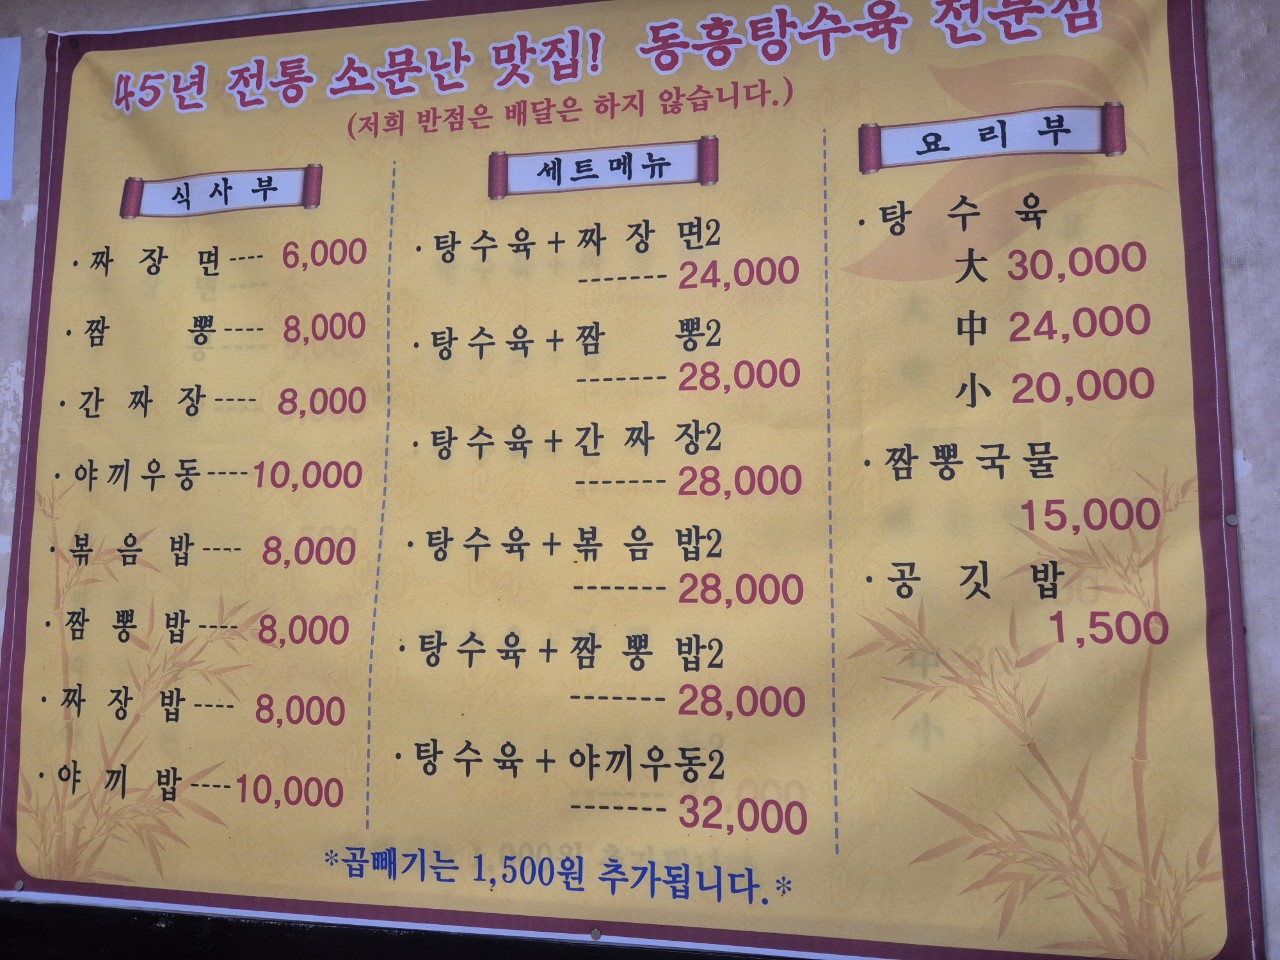 45년 전통 소문난 맛집! 동흥탕수육 전문점
(저희 반점은 배달은 하지 않습니다.)
식사부
·짜장면---- 6,000
·짬뽕---- 8,000
·간짜장---- 8,000
·야끼우동----10,000
·볶음밥---- 8,000
·짬뽕밥---- 8,000
·짜장밥---- 8,000
·야끼밥----10,000
세트메뉴
·탕수육+짜장면2
------- 24,000
·탕수육+짬뽕2
------- 28,000
·탕수육+간짜장2
------- 28,000
·탕수육+볶음밥2
------- 28,000
·탕수육+짬뽕밥2
------- 28,000
·탕수육+야끼우동2
------- 32,000
요리부
·탕수육
大 30,000
中 24,000
小 20,000
·짬뽕국물
15,000
·공깃밥
1,500
*곱빼기는 1,500원 추가됩니다.*